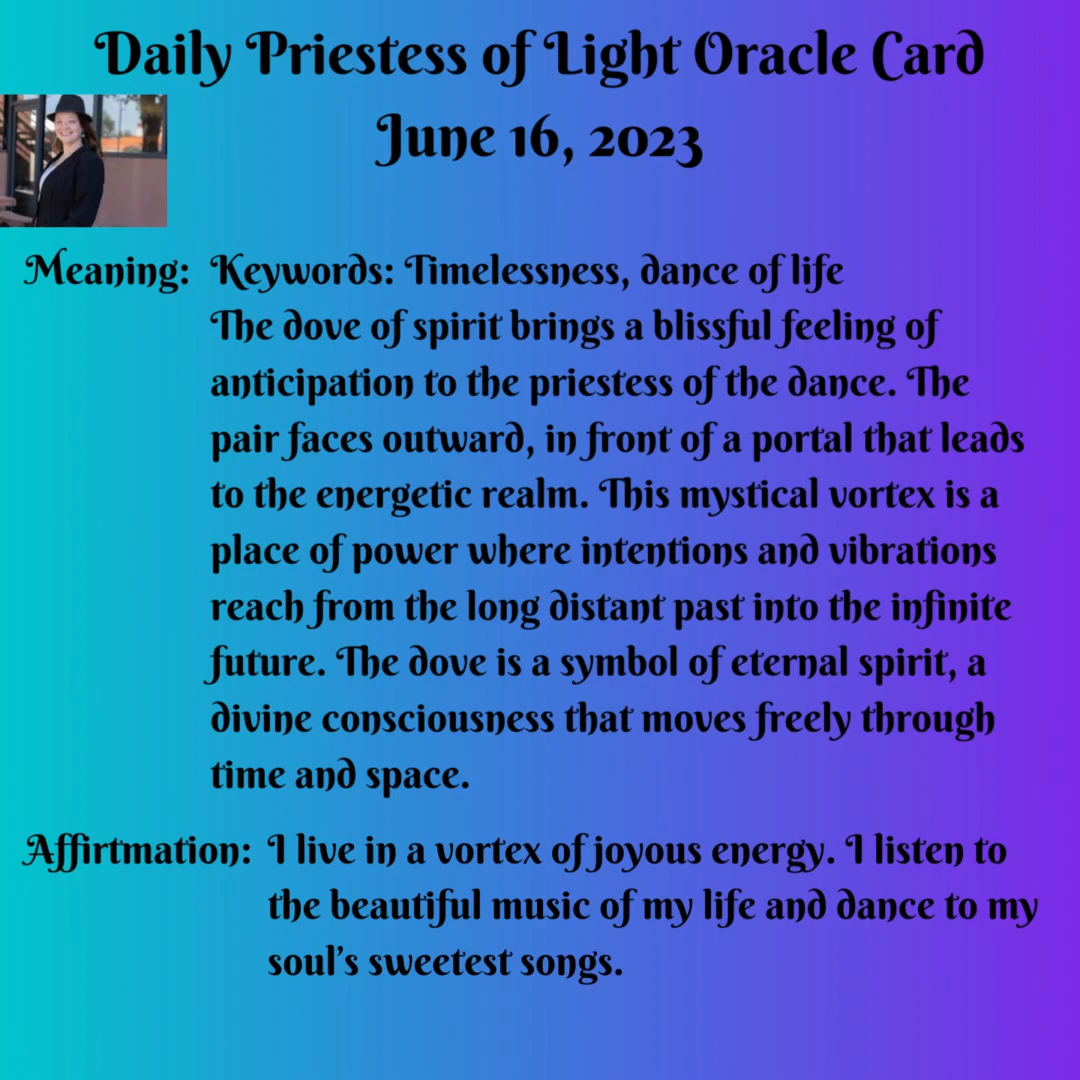 Daily Priestess of Light Oracle Card
June 16, 2023
Meaning: Keywords: Timelessness, dance of life
The dove of spirit brings a blissful feeling of
anticipation to the priestess of the dance. The
pair faces outward, in front of a portal that leads
to the energetic realm. This mystical vortex is a
place of power where intentions and vibrations
reach from the long distant past into the infinite
future. The dove is a symbol of eternal spirit, a
divine consciousness that moves freely through
time and space.
Affirtmation: I live in a vortex of joyous energy. I listen to
the beautiful music of my life and dance to my
soul's sweetest songs.